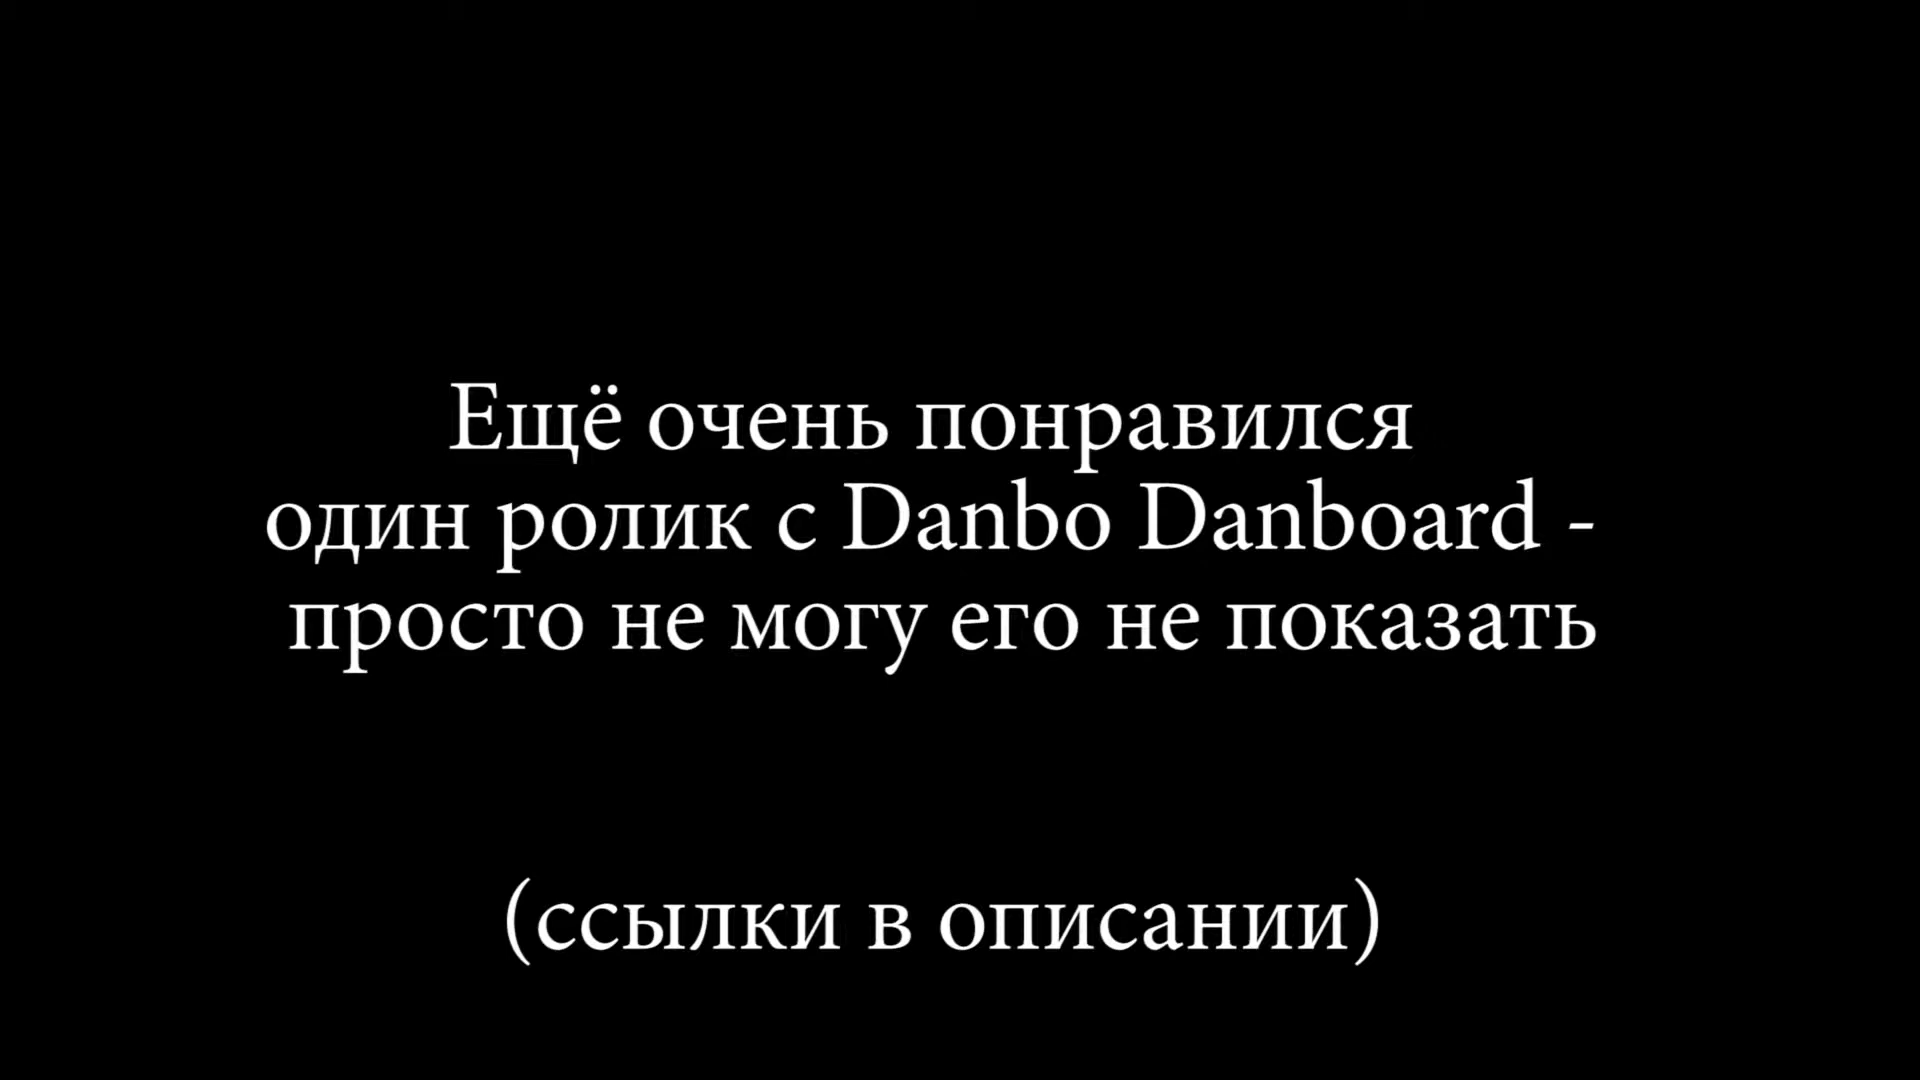 Ещё очень понравился
один ролик с Danbo Danboard -
просто не могу его не показать
(ссылки в описании)